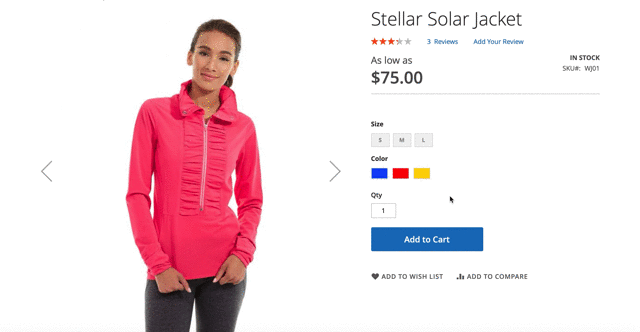 Stellar Solar Jacket
3 Reviews Add Your Review
As low as
$75.00
IN STOCK
SKU#: WJ01
Size
S M L
Color
Qty
1
Add to Cart
ADD TO WISH LIST ADD TO COMPARE